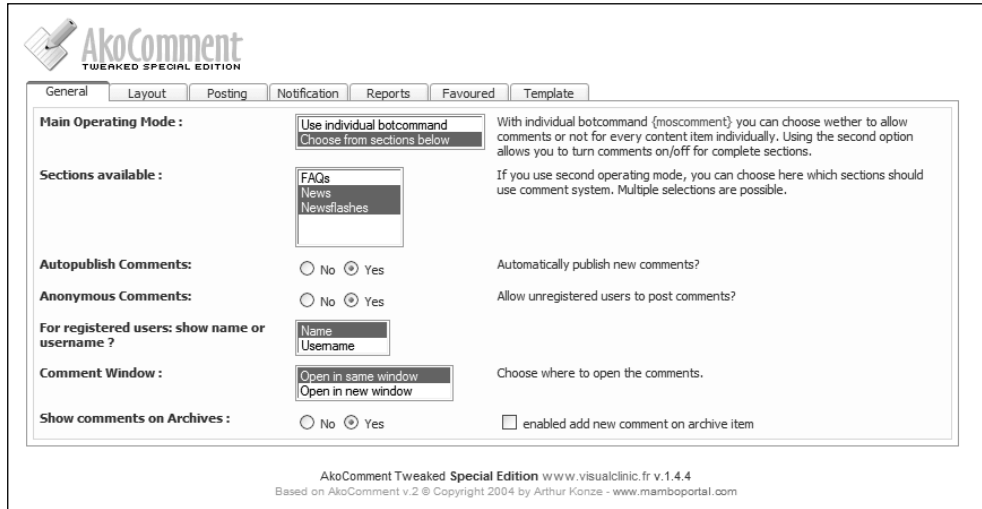 AkoComment
TWEAKED SPECIAL EDITION
General Layout Posting Notification Reports Favoured Template
Main Operating Mode :
Use individual botcommand
Choose from sections below
With individual botcommand {moscomment} you can choose wether to allow
comments or not for every content item individually. Using the second option
allows you to turn comments on/off for complete sections.
Sections available :
FAQs
News
Newsflashes
If you use second operating mode, you can choose here which sections should
use comment system. Multiple selections are possible.
Autopublish Comments: No Yes Automatically publish new comments?
Anonymous Comments: No Yes Allow unregistered users to post comments?
For registered users: show name or
username ?
Name
Username
Comment Window :
Open in same window
Open in new window
Choose where to open the comments.
Show comments on Archives : No Yes enabled add new comment on archive item
AkoComment Tweaked Special Edition www.visualclinic.fr v.1.4.4
Based on AkoComment v.2 © Copyright 2004 by Arthur Konze - www.mamboportal.com